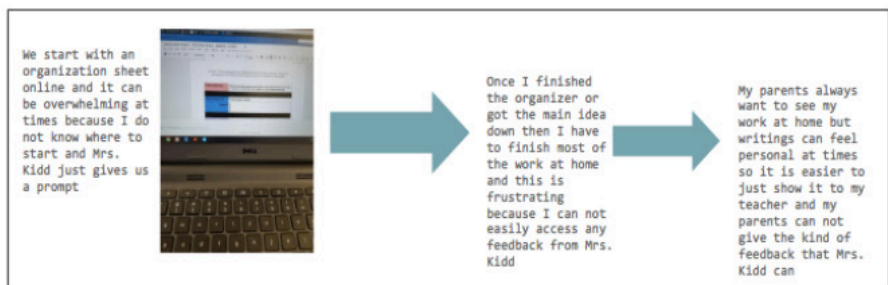 We start with an
organization sheet
online and it can
be overwhelming at
times because I do
not know where to
start and Mrs.
Kidd just gives us
a prompt
DELL
Once I finished
the organizer or
got the main idea
down then I have
to finish most of
the work at home
and this is
frustrating
because I can not
easily access any
feedback from Mrs.
Kidd
My parents always
want to see my
work at home but
writings can feel
personal at times
so it is easier to
just show it to my
teacher and my
parents can not
give the kind of
feedback that Mrs.
Kidd can